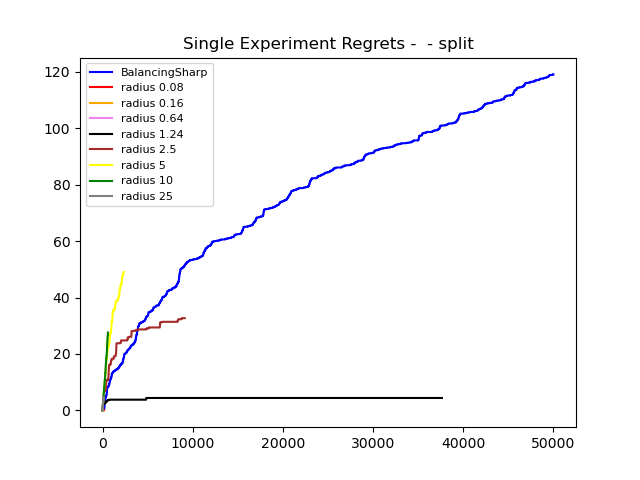 Single Experiment Regrets -  - split
BalancingSharp
radius 0.08
radius 0.16
radius 0.64
radius 1.24
radius 2.5
radius 5
radius 10
radius 25
120
100
80
60
40
20
0
0 10000 20000 30000 40000 50000